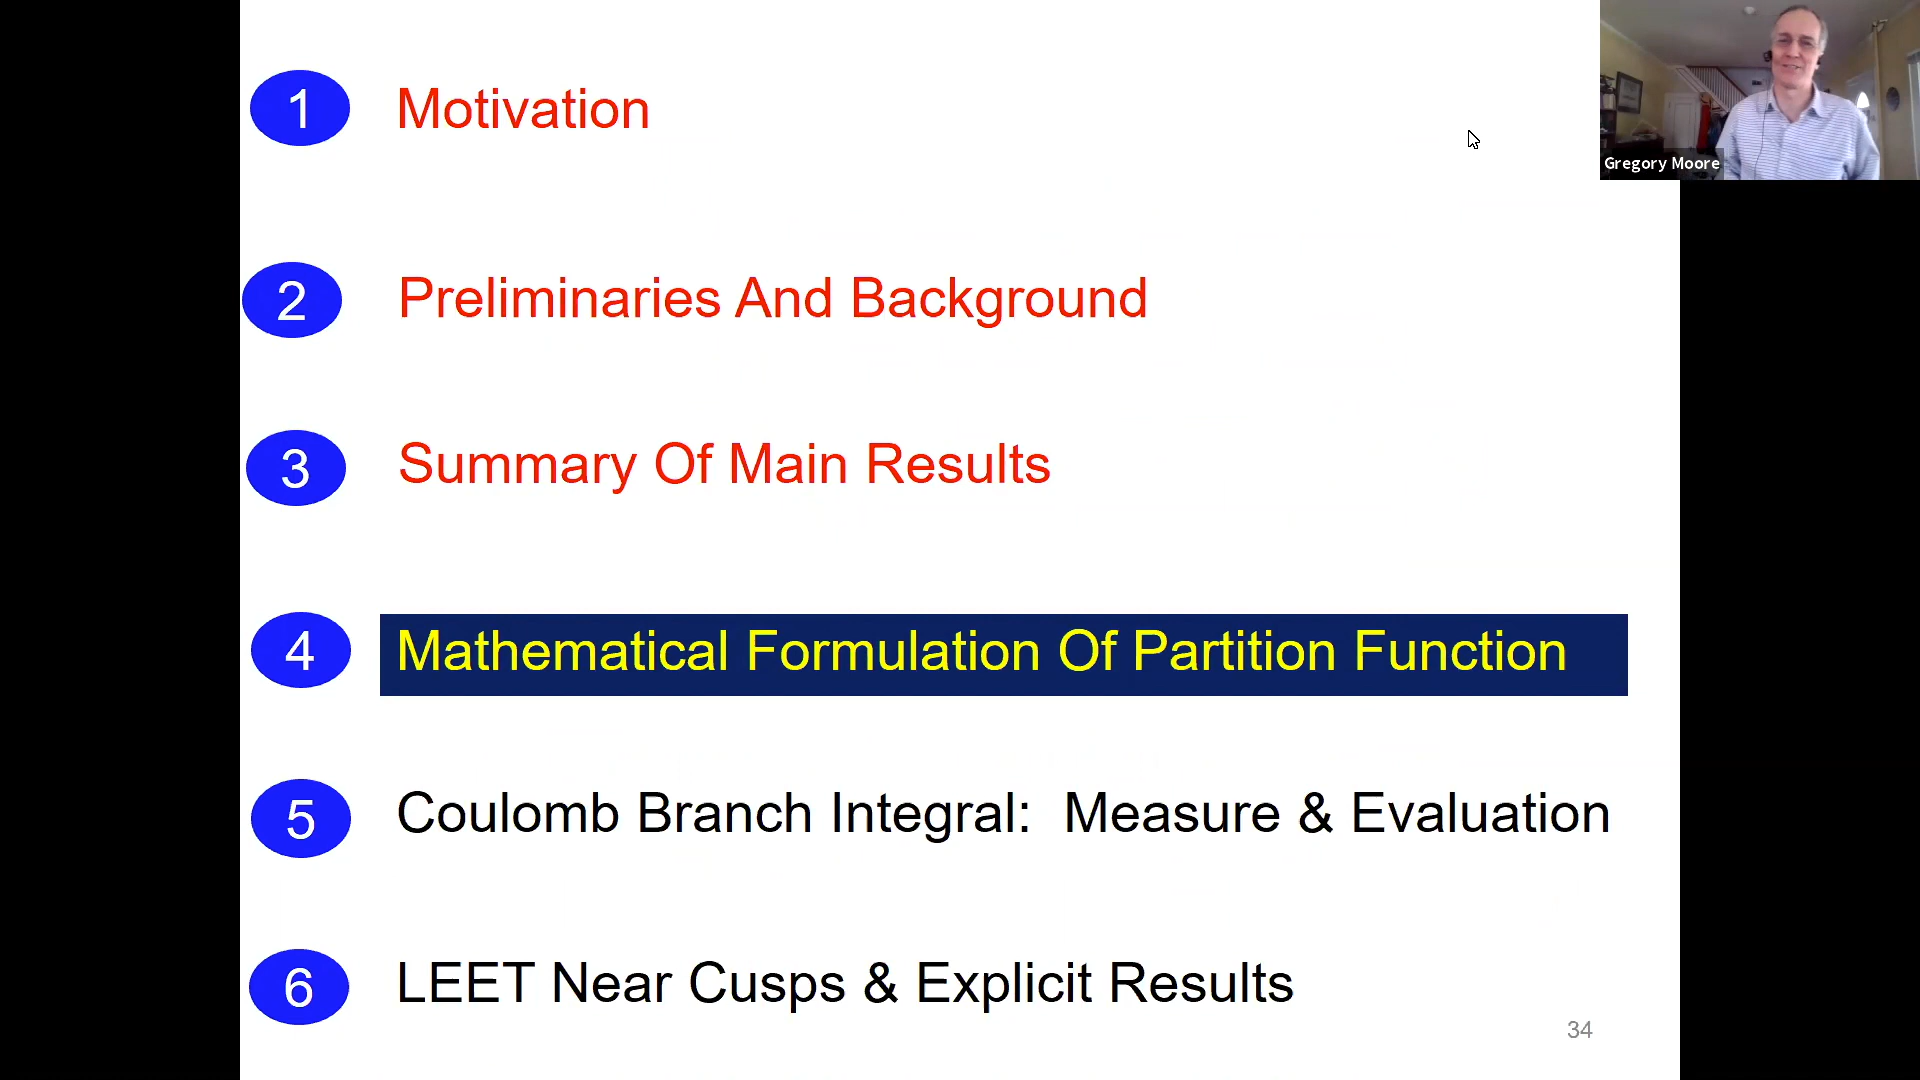 1 Motivation
Gregory Moore
2 Preliminaries And Background
3 Summary Of Main Results
4 Mathematical Formulation Of Partition Function
5 Coulomb Branch Integral: Measure & Evaluation
6 LEET Near Cusps & Explicit Results
34